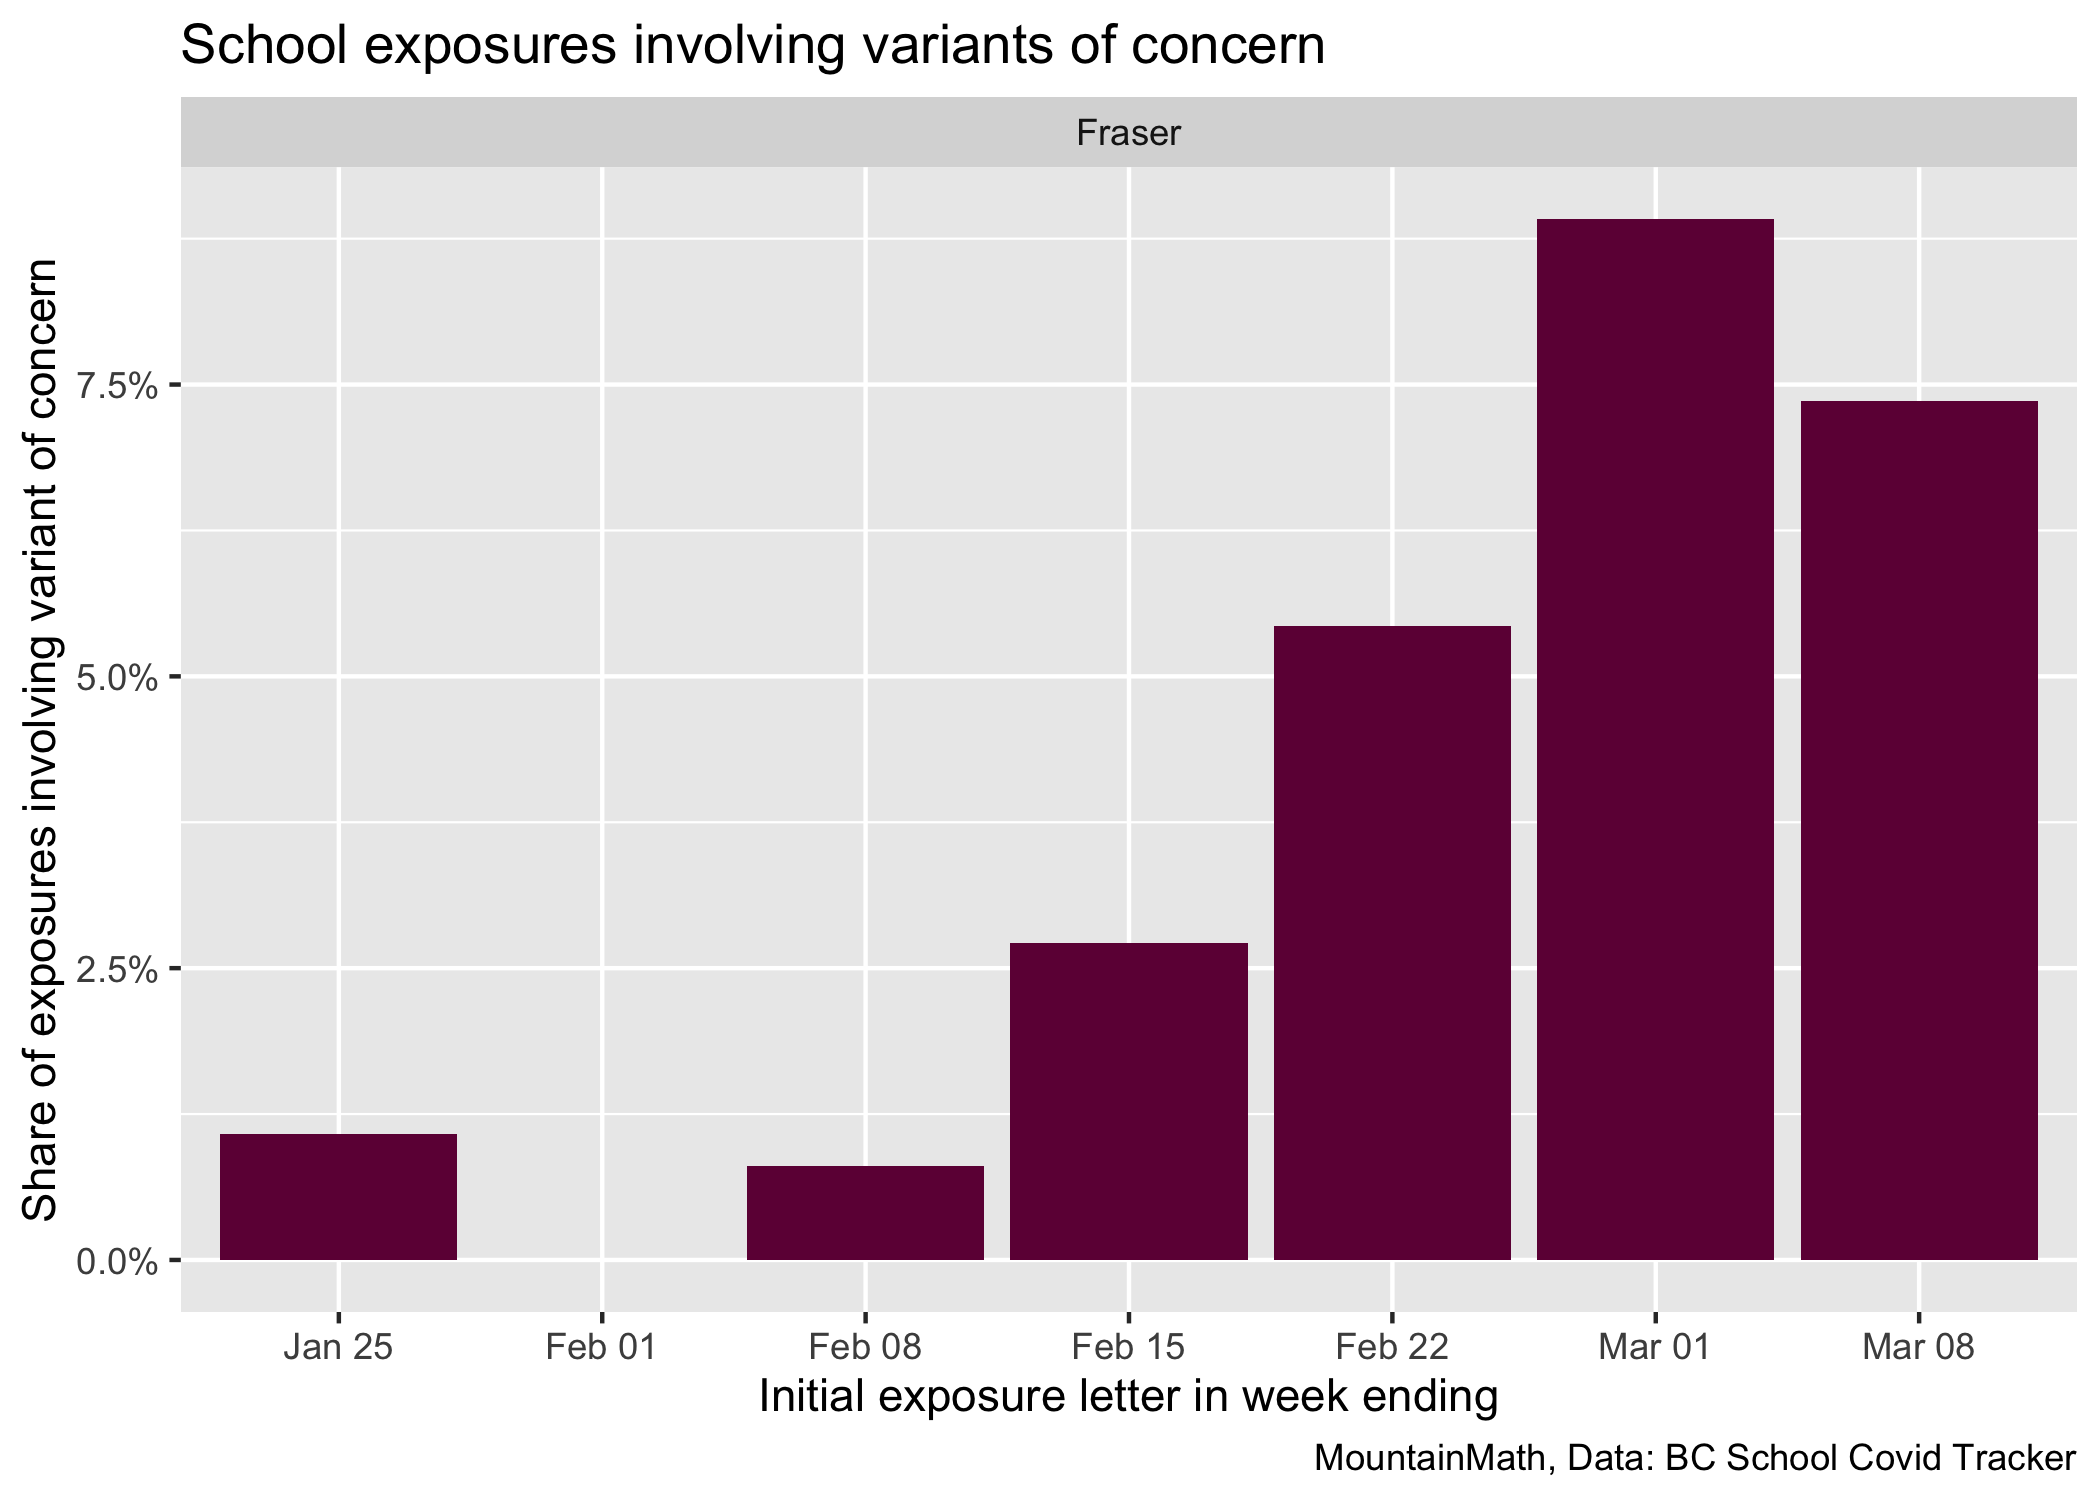 School exposures involving variants of concern
Fraser
Share of exposures involving variant of concern
7.5%
5.0%
2.5%
0.0%
Jan 25 Feb 01 Feb 08 Feb 15 Feb 22 Mar 01 Mar 08
Initial exposure letter in week ending
MountainMath, Data: BC School Covid Tracker